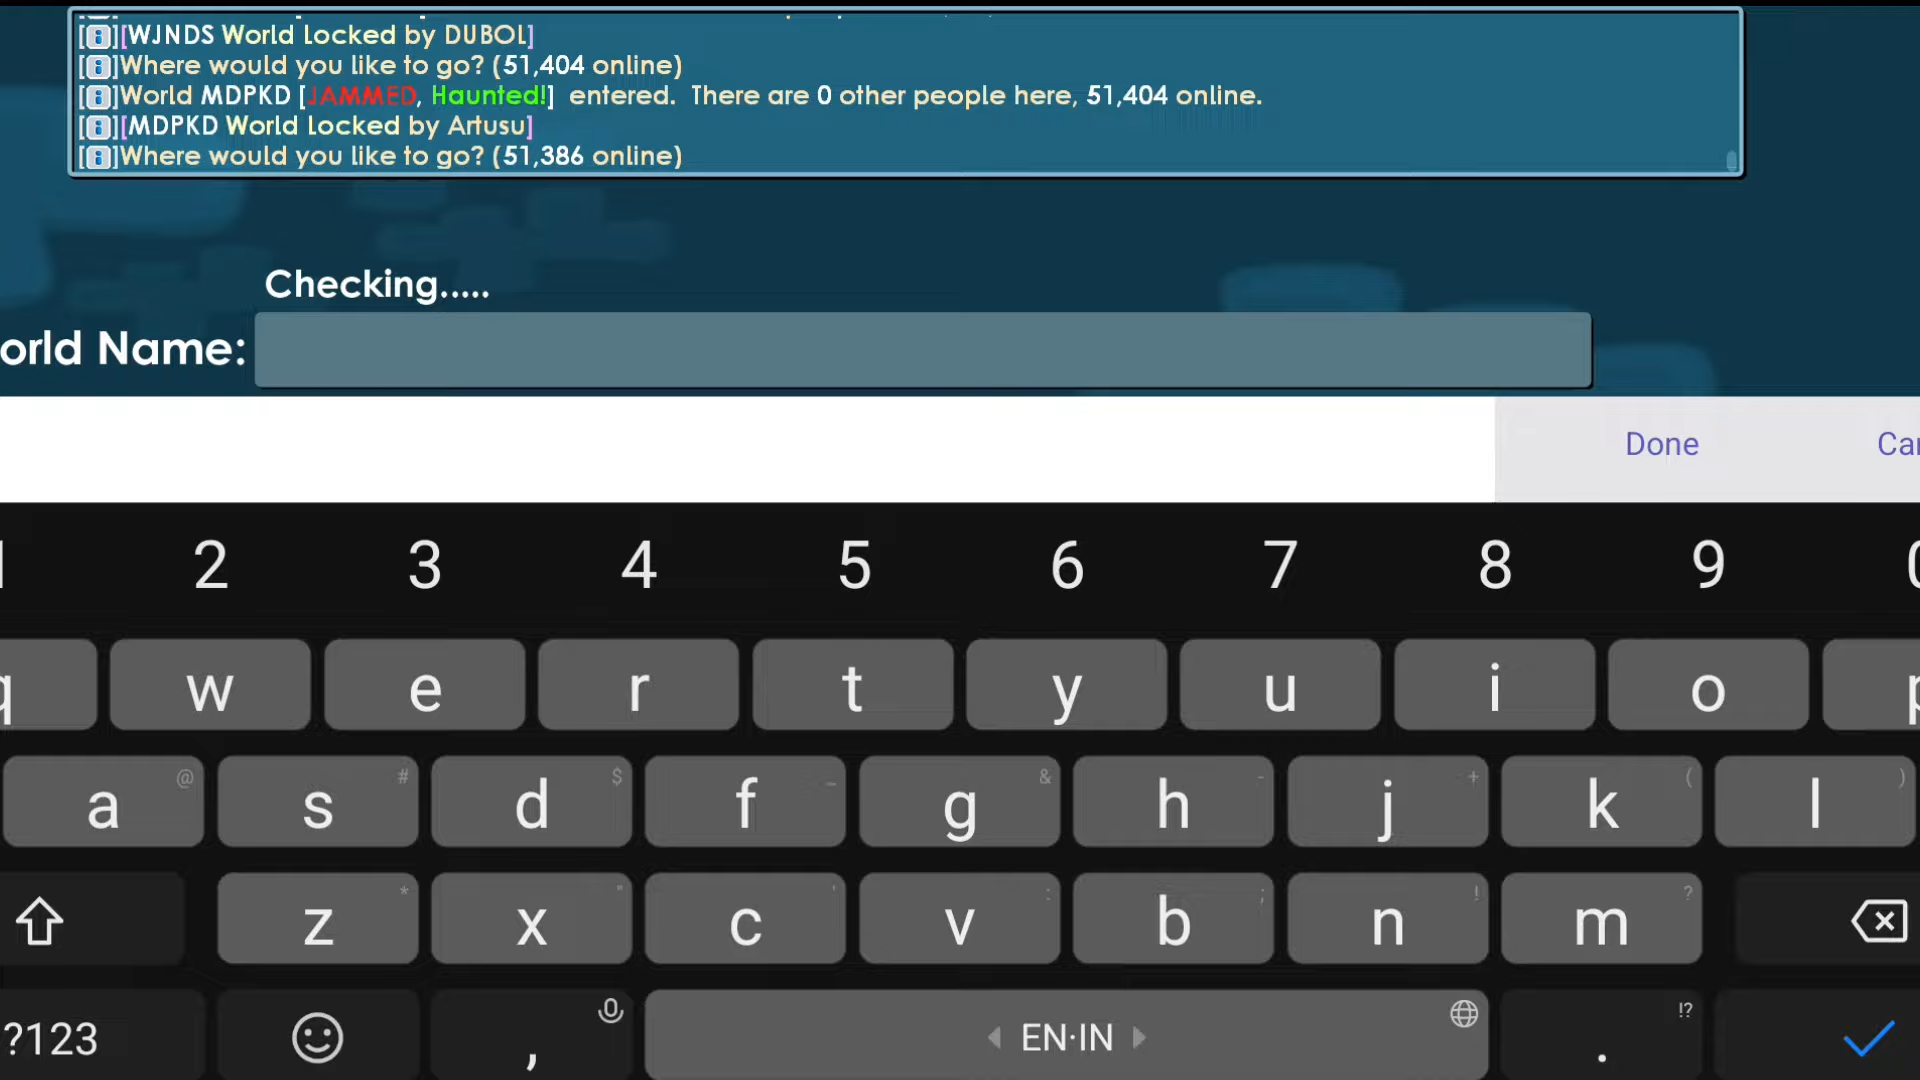 [i][WJNDS World Locked by DUBOL]
[i]Where would you like to go? (51,404 online)
[i]World MDPKD [JAMMED, Haunted!] entered. There are 0 other people here, 51,404 online.
[i][MDPKD World Locked by Artusu]
[i]Where would you like to go? (51,386 online)
Checking.....
orld Name:
Done
Ca
2 3 4 5 6 7 8 9
q w e r t y u i o p
@ # $ _ & - + ( )
a s d f g h j k l
* " ' : ; ! ?
z x c v b n m
!?
?123 , EN·IN .